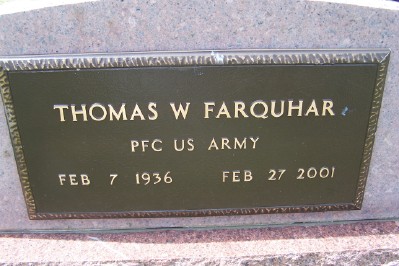 THOMAS W FARQUHAR
PFC US ARMY
FEB 7 1936 FEB 27 2001